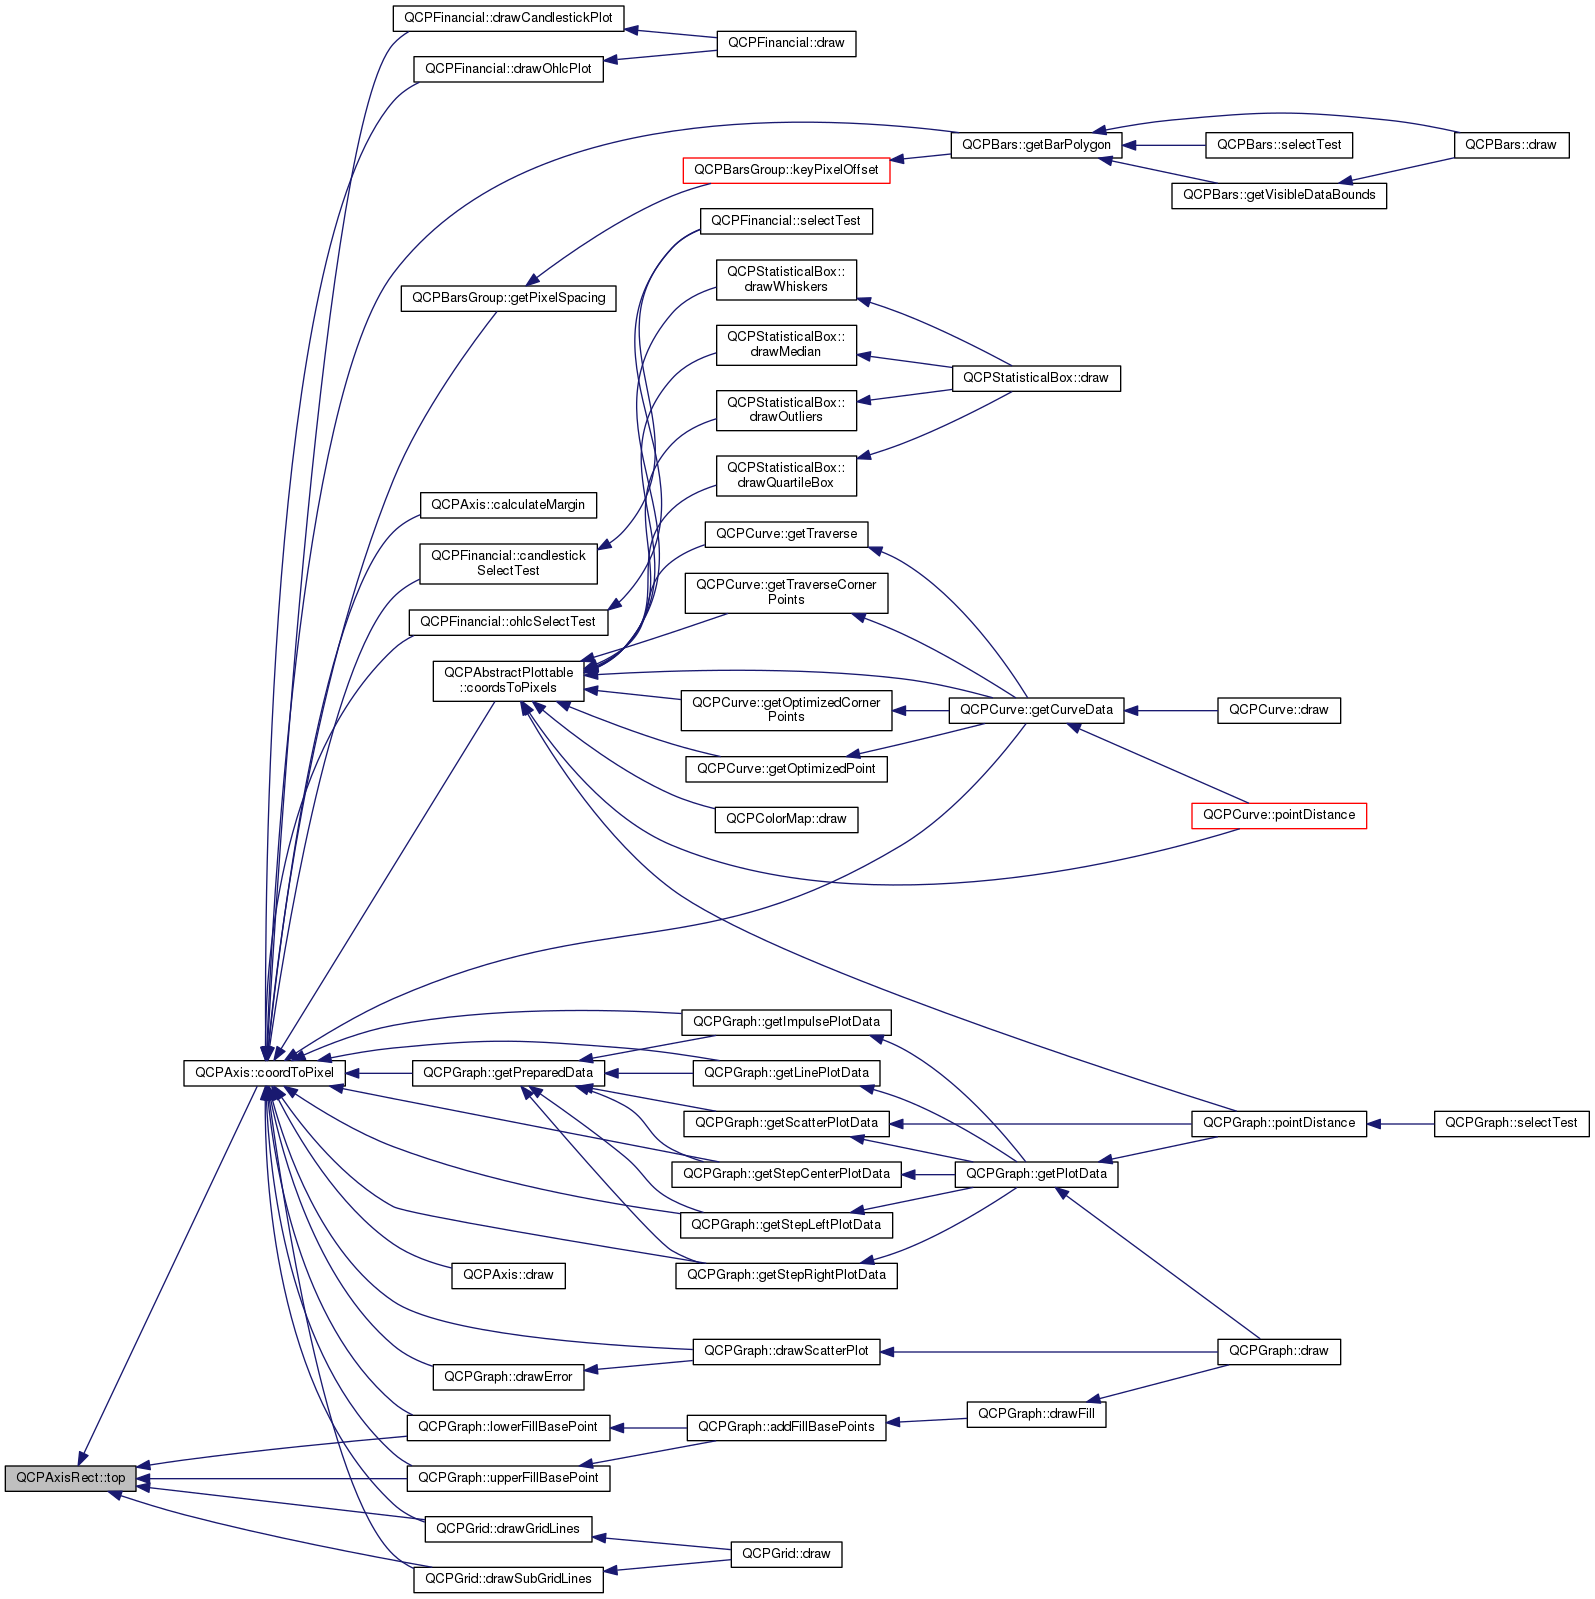 QCPFinancial::drawCandlestickPlot
QCPFinancial::draw
QCPFinancial::drawOhlcPlot
QCPBars::getBarPolygon
QCPBars::selectTest
QCPBars::draw
QCPBarsGroup::keyPixelOffset
QCPBars::getVisibleDataBounds
QCPFinancial::selectTest
QCPStatisticalBox::
drawWhiskers
QCPBarsGroup::getPixelSpacing
QCPStatisticalBox::
drawMedian
QCPStatisticalBox::draw
QCPStatisticalBox::
drawOutliers
QCPStatisticalBox::
drawQuartileBox
QCPAxis::calculateMargin
QCPCurve::getTraverse
QCPFinancial::candlestick
SelectTest
QCPCurve::getTraverseCorner
Points
QCPFinancial::ohlcSelectTest
QCPAbstractPlottable
::coordsToPixels
QCPCurve::getOptimizedCorner
Points
QCPCurve::getCurveData
QCPCurve::draw
QCPCurve::getOptimizedPoint
QCPColorMap::draw
QCPCurve::pointDistance
QCPGraph::getImpulsePlotData
QCPAxis::coordToPixel
QCPGraph::getPreparedData
QCPGraph::getLinePlotData
QCPGraph::getScatterPlotData
QCPGraph::pointDistance
QCPGraph::selectTest
QCPGraph::getStepCenterPlotData
QCPGraph::getPlotData
QCPGraph::getStepLeftPlotData
QCPAxis::draw
QCPGraph::getStepRightPlotData
QCPGraph::drawScatterPlot
QCPGraph::draw
QCPGraph::drawError
QCPGraph::drawFill
QCPGraph::lowerFillBasePoint
QCPGraph::addFillBasePoints
QCPAxisRect::top
QCPGraph::upperFillBasePoint
QCPGrid::drawGridLines
QCPGrid::draw
QCPGrid::drawSubGridLines